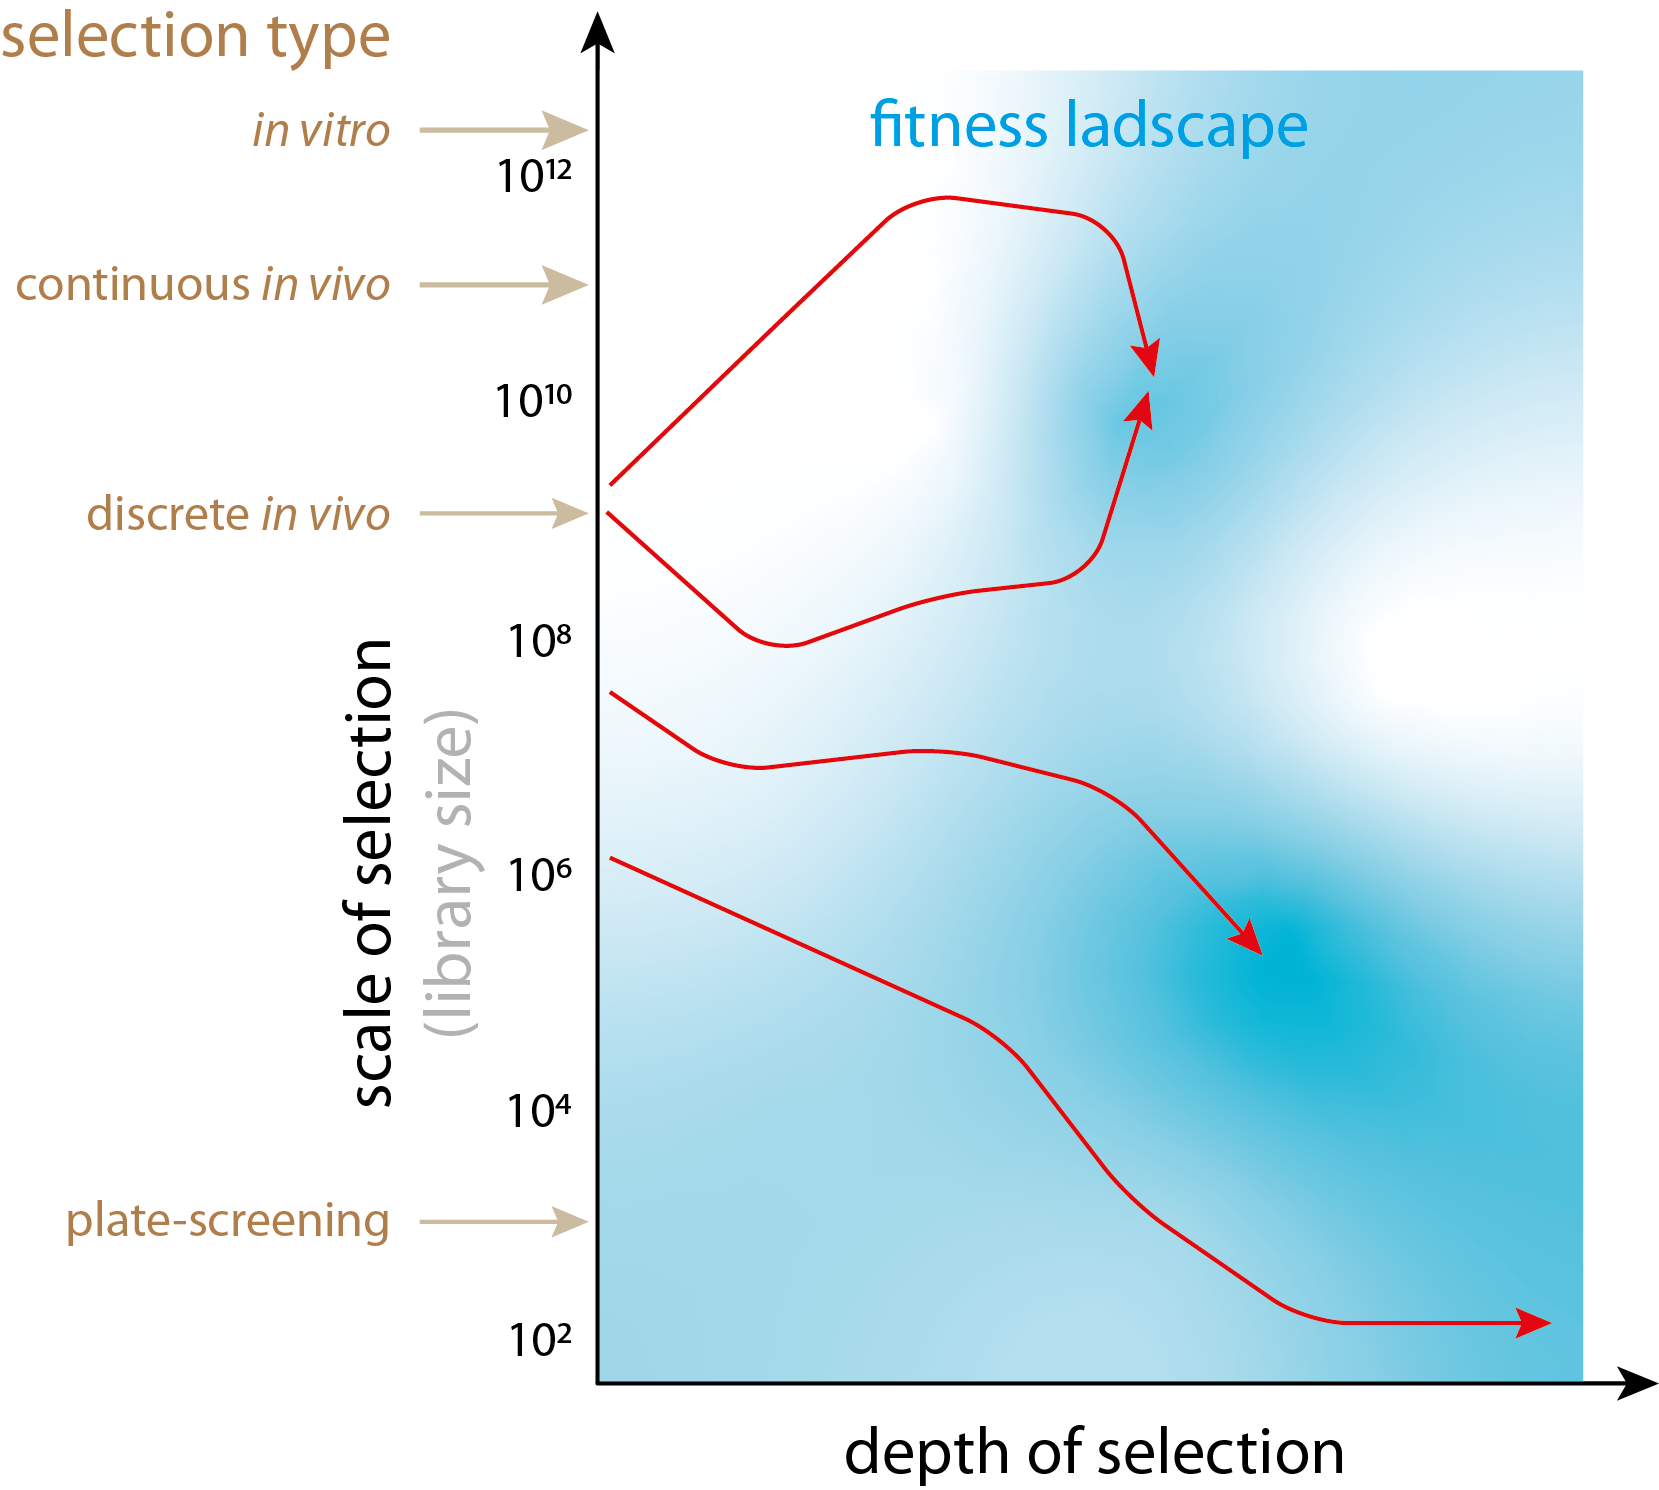 selection type
in vitro
continuous in vivo
discrete in vivo
plate-screening
scale of selection
(library size)
10¹²
10¹⁰
10⁸
10⁶
10⁴
10²
fitness ladscape
depth of selection